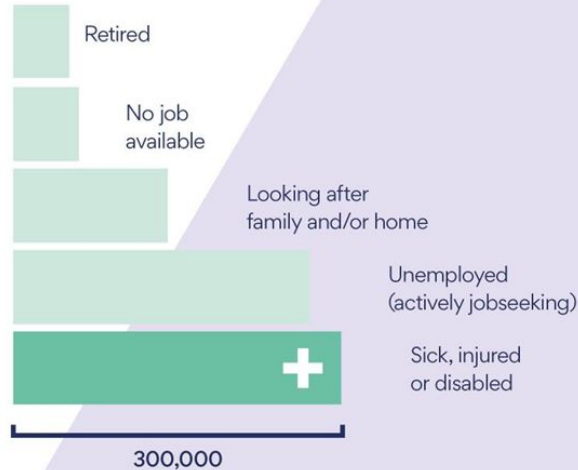 Retired
No job
available
Looking after
family and/or home
Unemployed
(actively jobseeking)
Sick, injured
or disabled
300,000